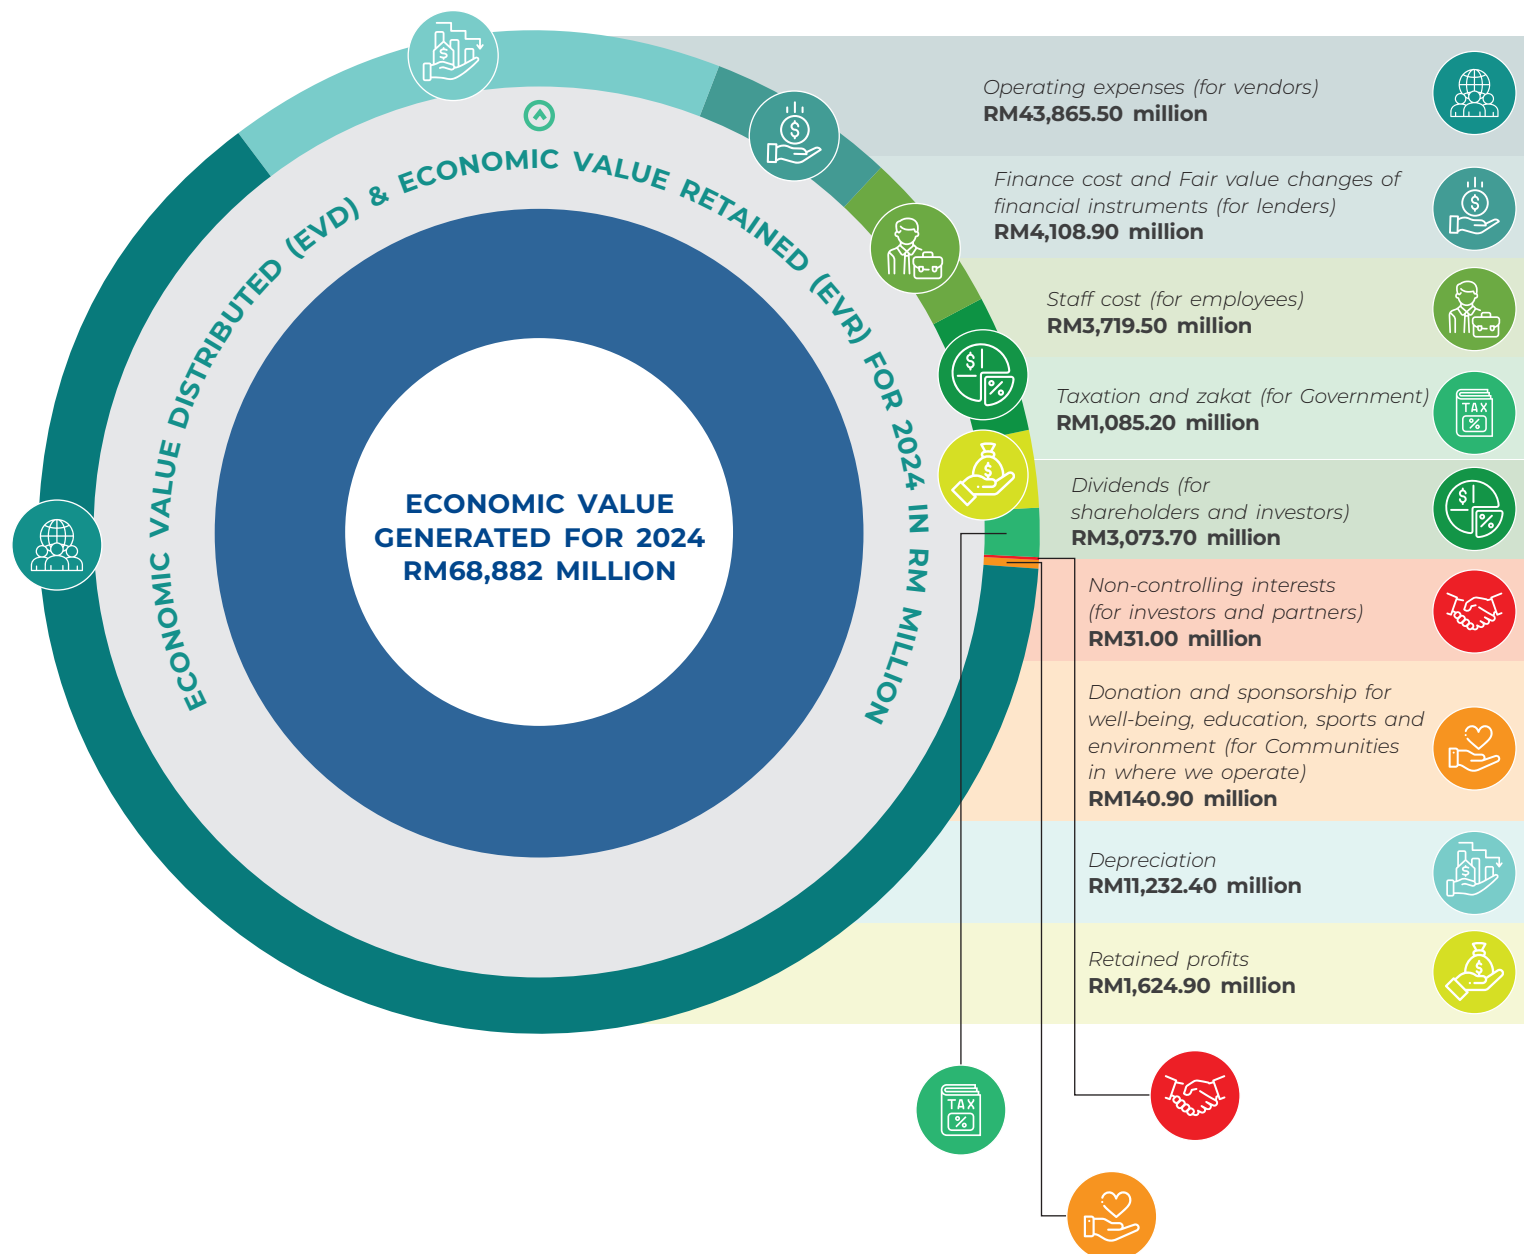 ECONOMIC VALUE DISTRIBUTED (EVD) & ECONOMIC VALUE RETAINED (EVR) FOR 2024 IN RM MILLION
ECONOMIC VALUE
GENERATED FOR 2024
RM68,882 MILLION
Operating expenses (for vendors)
RM43,865.50 million
Finance cost and Fair value changes of
financial instruments (for lenders)
RM4,108.90 million
Staff cost (for employees)
RM3,719.50 million
Taxation and zakat (for Government)
RM1,085.20 million
TAX
%
Dividends (for
shareholders and investors)
RM3,073.70 million
Non-controlling interests
(for investors and partners)
RM31.00 million
Donation and sponsorship for
well-being, education, sports and
environment (for Communities
in where we operate)
RM140.90 million
Depreciation
RM11,232.40 million
Retained profits
RM1,624.90 million
TAX
%